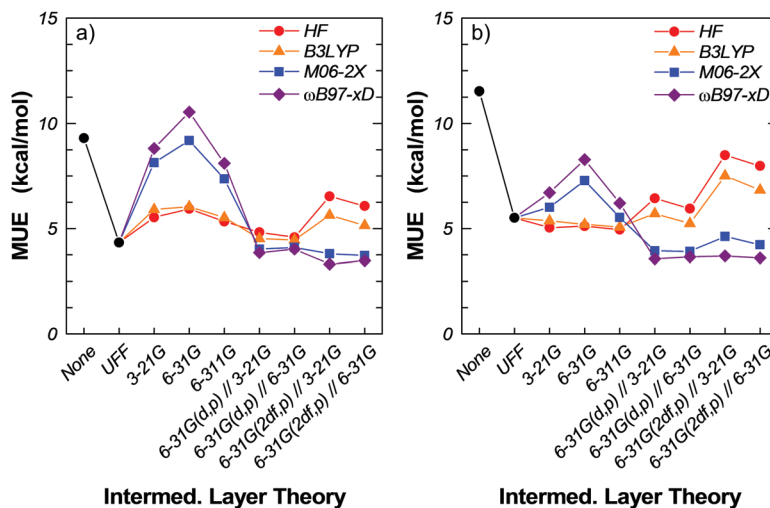 a)
HF
B3LYP
M06-2X
ωB97-xD
15
10
5
0
MUE (kcal/mol)
None
UFF
3-21G
6-31G
6-311G
6-31G(d,p) // 3-21G
6-31G(d,p) // 6-31G
6-31G(2df,p) // 3-21G
6-31G(2df,p) // 6-31G
Intermed. Layer Theory
b)
HF
B3LYP
M06-2X
ωB97-xD
15
10
5
0
MUE (kcal/mol)
None
UFF
3-21G
6-31G
6-311G
6-31G(d,p) // 3-21G
6-31G(d,p) // 6-31G
6-31G(2df,p) // 3-21G
6-31G(2df,p) // 6-31G
Intermed. Layer Theory